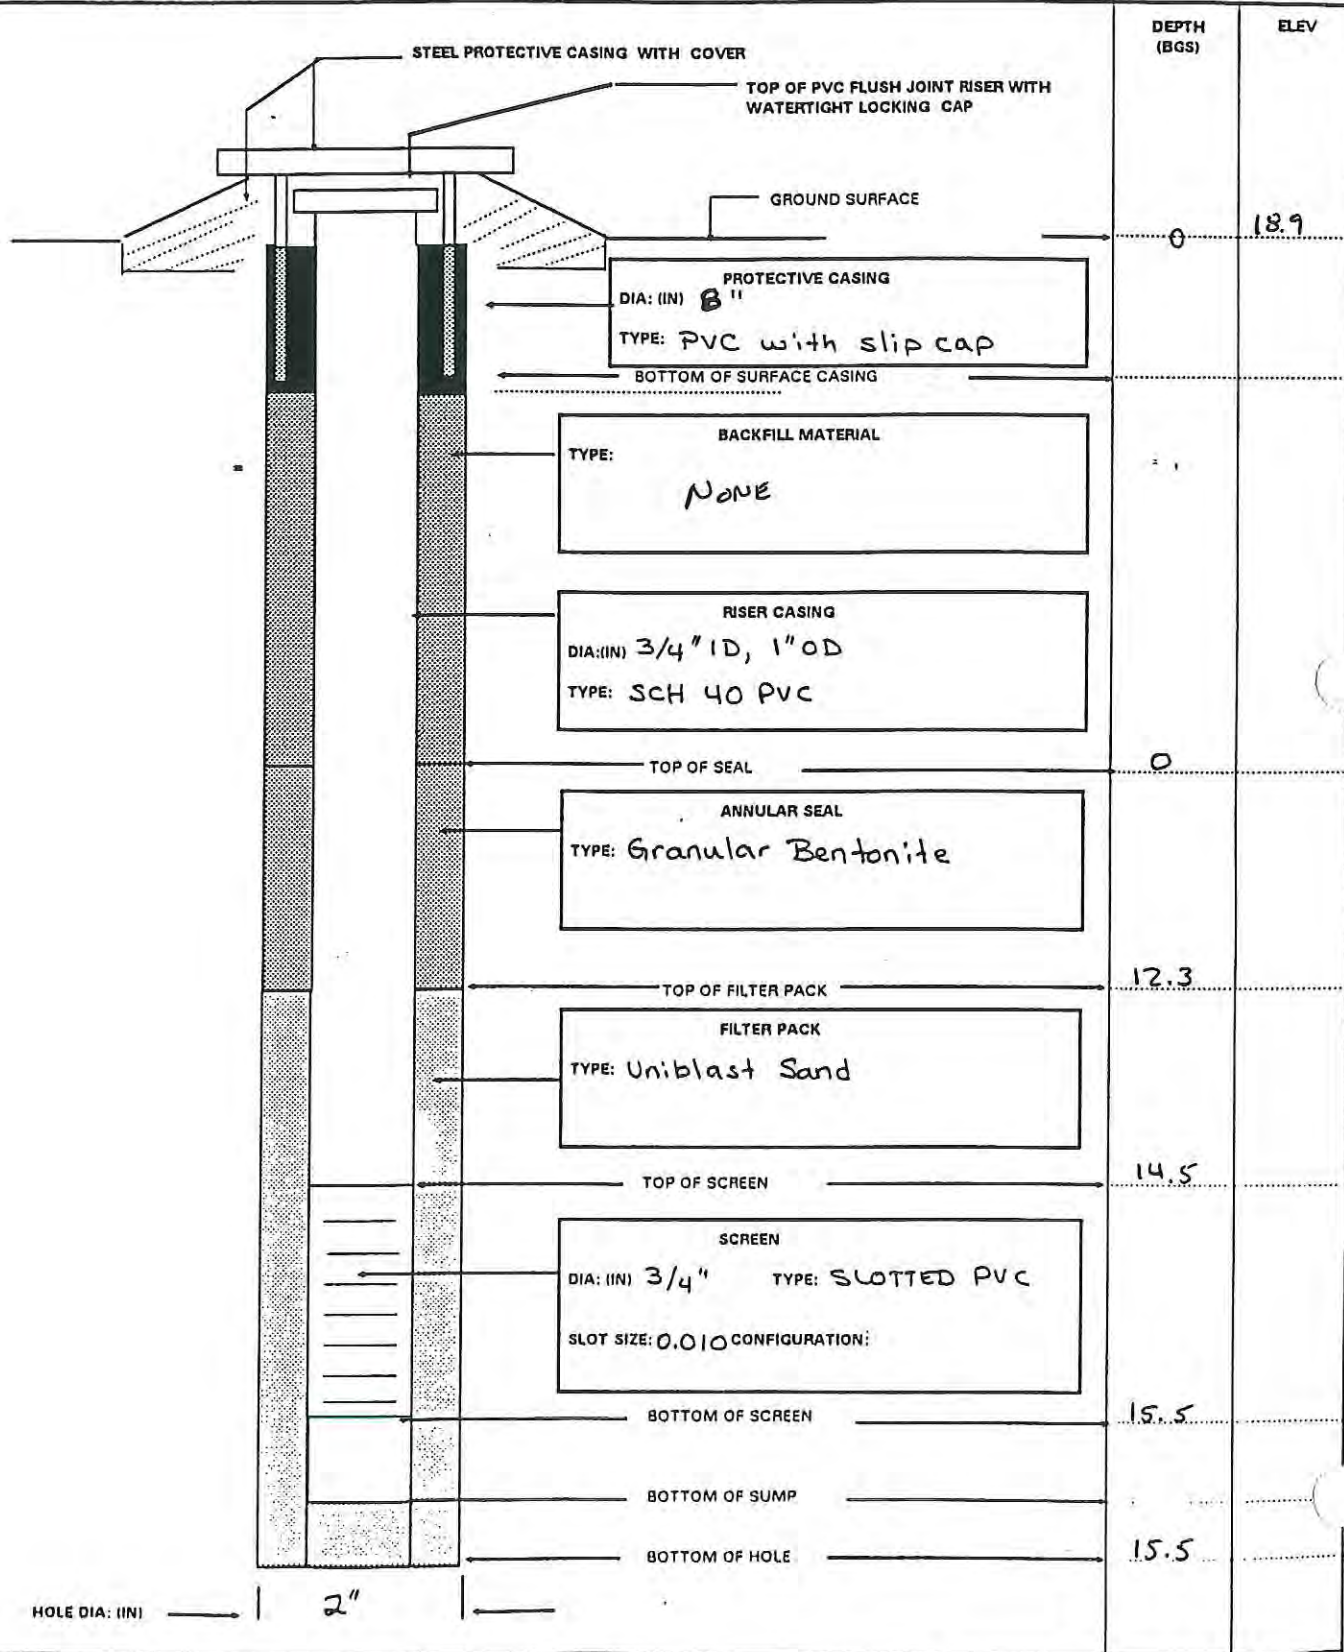 DEPTH (BGS)
ELEV
STEEL PROTECTIVE CASING WITH COVER
TOP OF PVC FLUSH JOINT RISER WITH
WATERTIGHT LOCKING CAP
GROUND SURFACE
0
18.9
PROTECTIVE CASING
DIA: (IN) 8"
TYPE: PVC with slip cap
BOTTOM OF SURFACE CASING
BACKFILL MATERIAL
TYPE:
NONE
RISER CASING
DIA:(IN) 3/4" ID, 1" OD
TYPE: SCH 40 PVC
TOP OF SEAL
0
ANNULAR SEAL
TYPE: Granular Bentonite
TOP OF FILTER PACK
12.3
FILTER PACK
TYPE: Uniblast Sand
TOP OF SCREEN
14.5
SCREEN
DIA: (IN) 3/4" TYPE: SLOTTED PVC
SLOT SIZE: 0.010 CONFIGURATION:
BOTTOM OF SCREEN
15.5
BOTTOM OF SUMP
BOTTOM OF HOLE
15.5
HOLE DIA: (IN)
2"